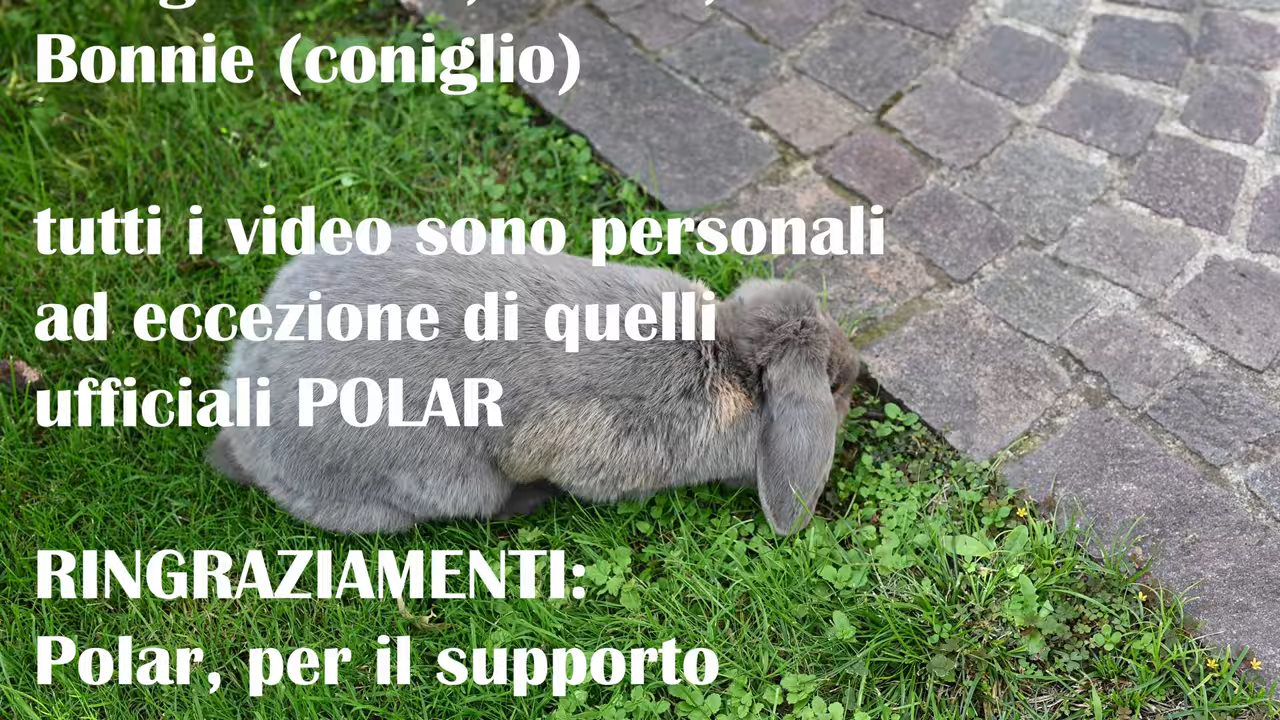 Bonnie (coniglio)
tutti i video sono personali
ad eccezione di quelli
ufficiali POLAR
RINGRAZIAMENTI:
Polar, per il supporto